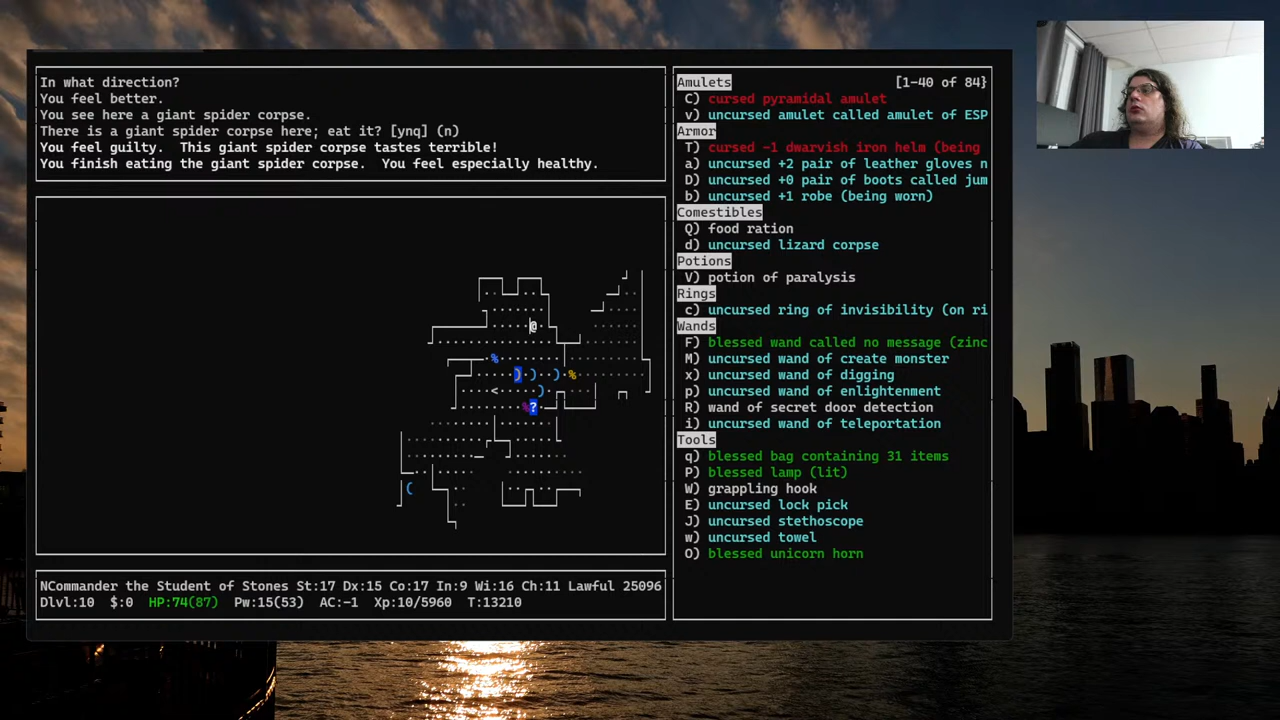 In what direction?
You feel better.
You see here a giant spider corpse.
There is a giant spider corpse here; eat it? [ynq] (n)
You feel guilty.  This giant spider corpse tastes terrible!
You finish eating the giant spider corpse.  You feel especially healthy.
NCommander the Student of Stones St:17 Dx:15 Co:17 In:9 Wi:16 Ch:11 Lawful 25096
Dlvl:10  $:0  HP:74(87)  Pw:15(53)  AC:-1  Xp:10/5960  T:13210
Amulets [1-40 of 84}
C) cursed pyramidal amulet
v) uncursed amulet called amulet of ESP
Armor
T) cursed -1 dwarvish iron helm (being
a) uncursed +2 pair of leather gloves n
D) uncursed +0 pair of boots called jum
b) uncursed +1 robe (being worn)
Comestibles
Q) food ration
d) uncursed lizard corpse
Potions
V) potion of paralysis
Rings
c) uncursed ring of invisibility (on ri
Wands
F) blessed wand called no message (zinc
M) uncursed wand of create monster
x) uncursed wand of digging
p) uncursed wand of enlightenment
R) wand of secret door detection
i) uncursed wand of teleportation
Tools
q) blessed bag containing 31 items
P) blessed lamp (lit)
W) grappling hook
E) uncursed lock pick
J) uncursed stethoscope
w) uncursed towel
O) blessed unicorn horn